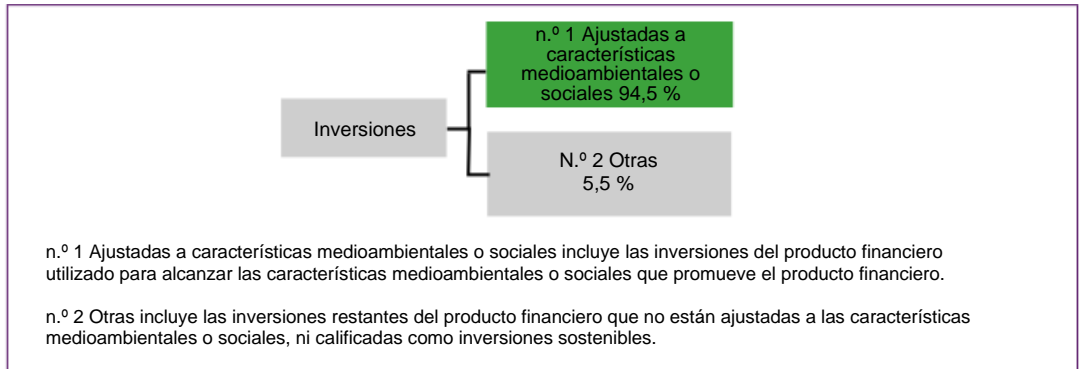 n.º 1 Ajustadas a
características
medioambientales o
sociales 94,5 %
Inversiones
N.º 2 Otras
5,5 %
n.º 1 Ajustadas a características medioambientales o sociales incluye las inversiones del producto financiero
utilizado para alcanzar las características medioambientales o sociales que promueve el producto financiero.
n.º 2 Otras incluye las inversiones restantes del producto financiero que no están ajustadas a las características
medioambientales o sociales, ni calificadas como inversiones sostenibles.